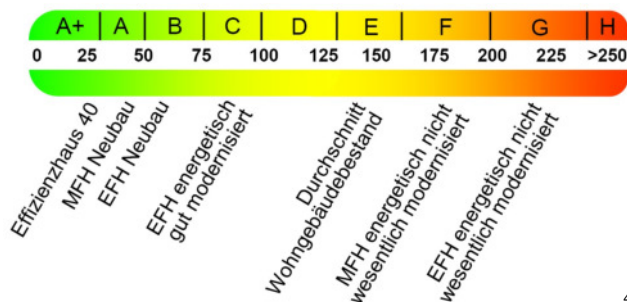 A+ A B C D E F G H
0 25 50 75 100 125 150 175 200 225 >250
Effizienzhaus 40
MFH Neubau
EFH Neubau
EFH energetisch
gut modernisiert
Durchschnitt
Wohngebäudebestand
MFH energetisch nicht
wesentlich modernisiert
EFH energetisch nicht
wesentlich modernisiert